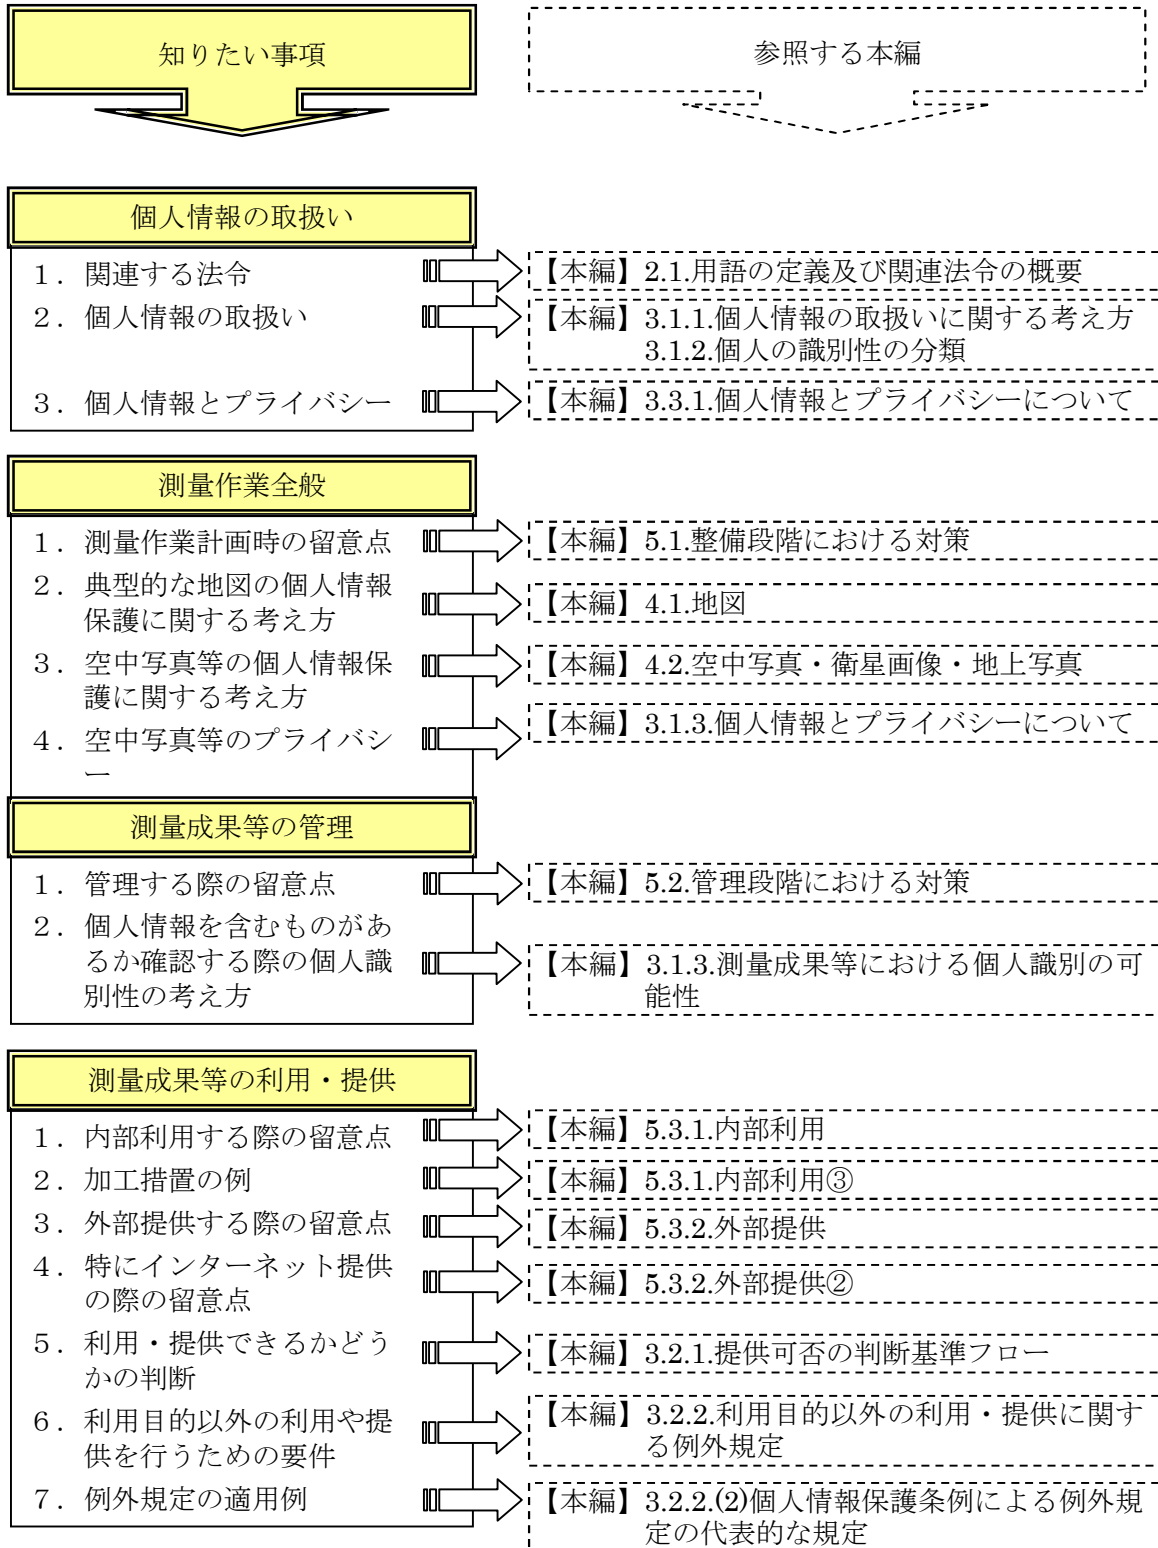 知りたい事項
参照する本編
個人情報の取扱い
１．関連する法令
【本編】2.1.用語の定義及び関連法令の概要
２．個人情報の取扱い
【本編】3.1.1.個人情報の取扱いに関する考え方
3.1.2.個人の識別性の分類
３．個人情報とプライバシー
【本編】3.3.1.個人情報とプライバシーについて
測量作業全般
１．測量作業計画時の留意点
【本編】5.1.整備段階における対策
２．典型的な地図の個人情報
保護に関する考え方
【本編】4.1.地図
３．空中写真等の個人情報保
護に関する考え方
【本編】4.2.空中写真・衛星画像・地上写真
４．空中写真等のプライバシ
ー
【本編】3.1.3.個人情報とプライバシーについて
測量成果等の管理
１．管理する際の留意点
【本編】5.2.管理段階における対策
２．個人情報を含むものがあ
るか確認する際の個人識
別性の考え方
【本編】3.1.3.測量成果等における個人識別の可
能性
測量成果等の利用・提供
１．内部利用する際の留意点
【本編】5.3.1.内部利用
２．加工措置の例
【本編】5.3.1.内部利用③
３．外部提供する際の留意点
【本編】5.3.2.外部提供
４．特にインターネット提供
の際の留意点
【本編】5.3.2.外部提供②
５．利用・提供できるかどう
かの判断
【本編】3.2.1.提供可否の判断基準フロー
６．利用目的以外の利用や提
供を行うための要件
【本編】3.2.2.利用目的以外の利用・提供に関す
る例外規定
７．例外規定の適用例
【本編】3.2.2.(2)個人情報保護条例による例外規
定の代表的な規定